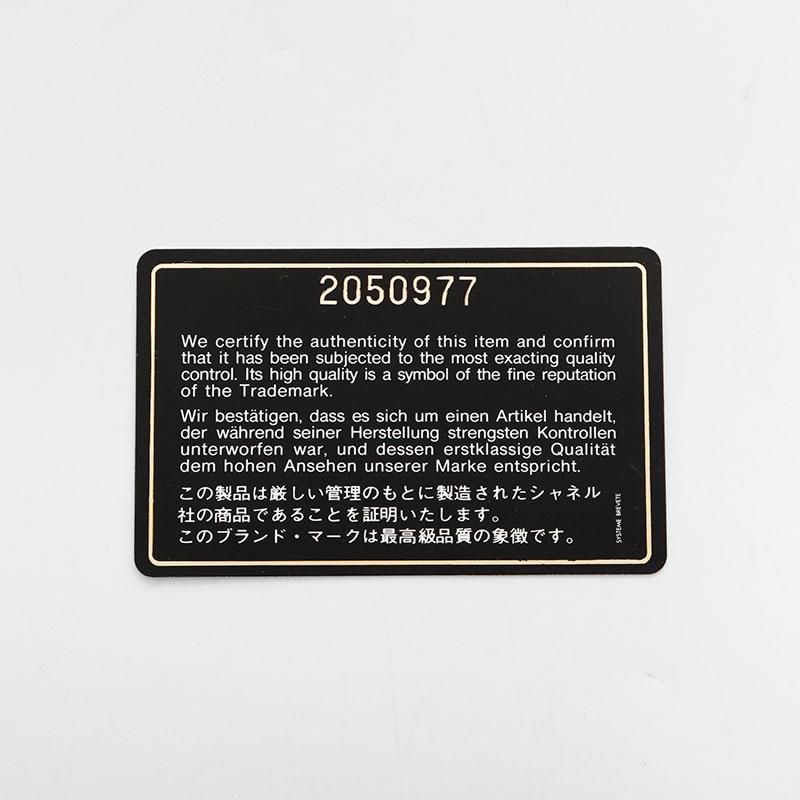 2050977
We certify the authenticity of this item and confirm
that it has been subjected to the most exacting quality
control. Its high quality is a symbol of the fine reputation
of the Trademark.
Wir bestätigen, dass es sich um einen Artikel handelt,
der während seiner Herstellung strengsten Kontrollen
unterworfen war, und dessen erstklassige Qualität
dem hohen Ansehen unserer Marke entspricht.
この製品は厳しい管理のもとに製造されたシャネル
社の商品であることを証明いたします。
このブランド・マークは最高級品質の象徴です。
SYSTEME BREVETE